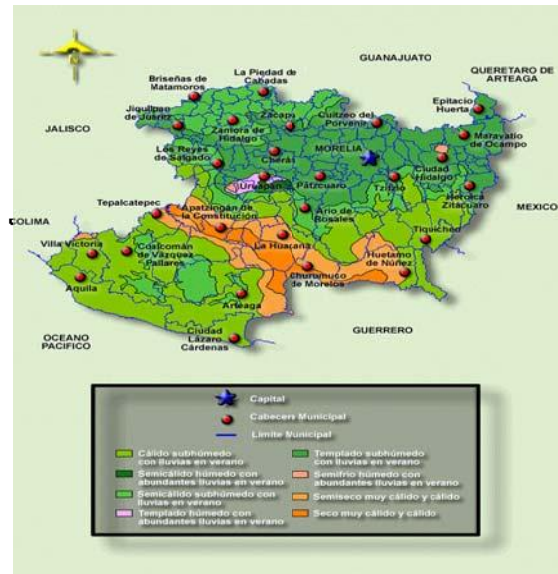 GUANAJUATO
QUERETARO DE
ARTEAGA
La Piedad de
Cabadas
Briseñas de
Matamoros
Epitacio
Huerta
Jiquilpan
de Juárez
Zacapu
Cuitzeo del
Porvenir
Zamora de
Hidalgo
Maravatío de
Ocampo
JALISCO
MORELIA
Los Reyes
de Salgado
Cherán
Ciudad
Hidalgo
Uruapan
Pátzcuaro
Tzitzio
Heroica
Zitácuaro
Tepalcatepec
Apatzingán de
la Constitución
Ario de
Rosales
MEXICO
COLIMA
Tiquicheo
Villa Victoria
Coalcomán
de Vázquez
Pallares
La Huacana
Huetamo
de Núñez
Churumuco
de Morelos
Aquila
Arteaga
OCEANO
PACIFICO
Ciudad
Lázaro
Cárdenas
GUERRERO
Capital
Cabecera Municipal
Límite Municipal
Cálido subhúmedo
con lluvias en verano
Templado subhúmedo
con lluvias en verano
Semicálido húmedo con
abundantes lluvias en verano
Semifrío húmedo con
abundantes lluvias en verano
Semicálido subhúmedo con
lluvias en verano
Semiseco muy cálido y cálido
Templado húmedo con
abundantes lluvias en verano
Seco muy cálido y cálido